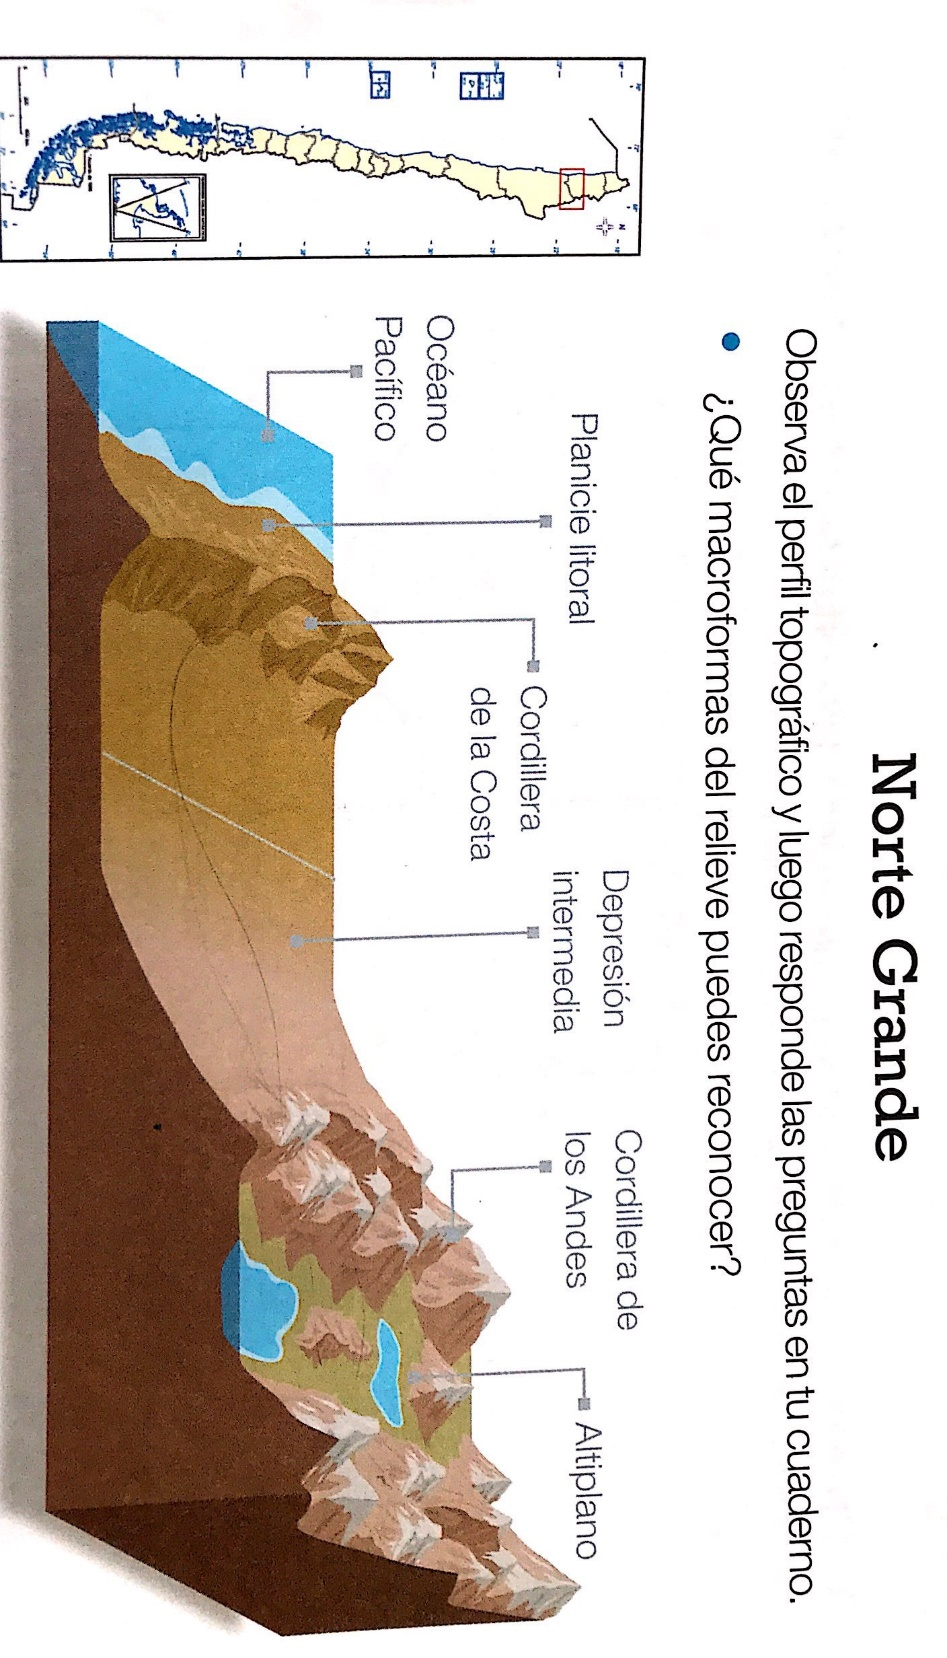 Norte Grande
Observa el perfil topográfico y luego responde las preguntas en tu cuaderno.
• ¿Qué macroformas del relieve puedes reconocer?
Océano
Pacífico
Planicie litoral
Cordillera
de la Costa
Depresión
intermedia
Cordillera de
los Andes
Altiplano
N